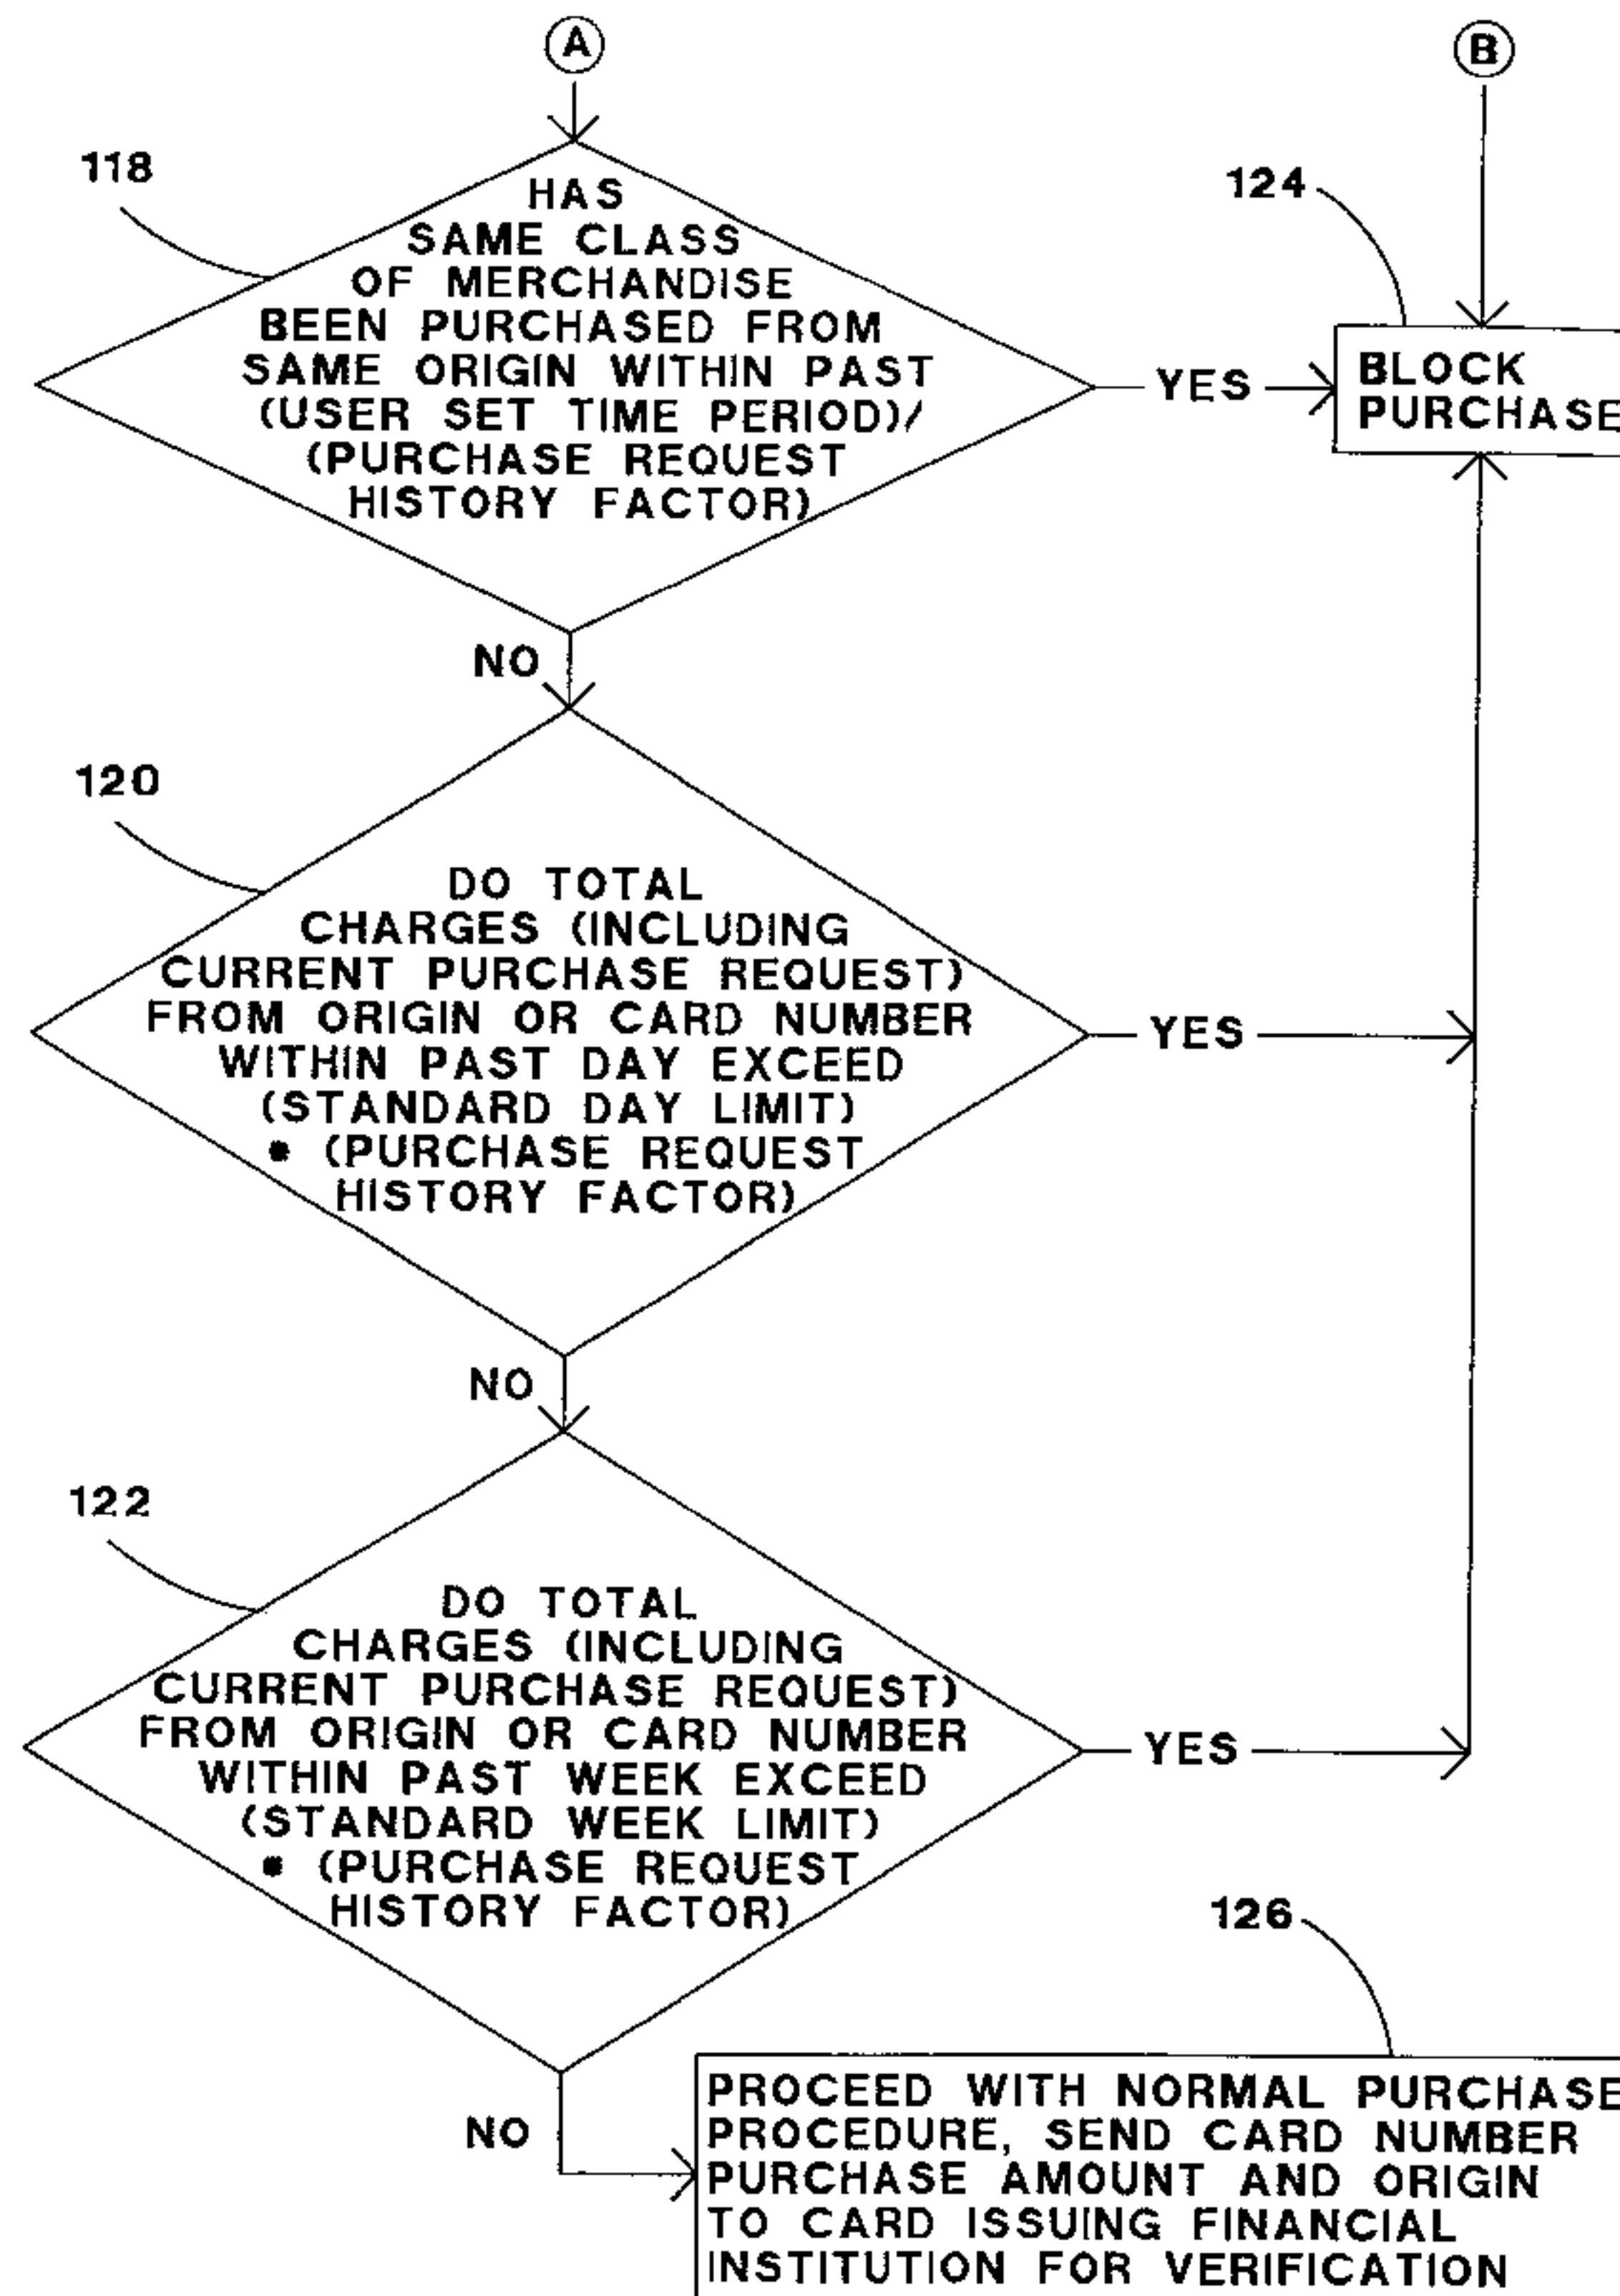 A
B
118
124
HAS
SAME CLASS
OF MERCHANDISE
BEEN PURCHASED FROM
SAME ORIGIN WITHIN PAST
(USER SET TIME PERIOD)/
(PURCHASE REQUEST
HISTORY FACTOR)
YES
BLOCK
PURCHASE
NO
120
DO TOTAL
CHARGES (INCLUDING
CURRENT PURCHASE REQUEST)
FROM ORIGIN OR CARD NUMBER
WITHIN PAST DAY EXCEED
(STANDARD DAY LIMIT)
* (PURCHASE REQUEST
HISTORY FACTOR)
YES
NO
122
DO TOTAL
CHARGES (INCLUDING
CURRENT PURCHASE REQUEST)
FROM ORIGIN OR CARD NUMBER
WITHIN PAST WEEK EXCEED
(STANDARD WEEK LIMIT)
* (PURCHASE REQUEST
HISTORY FACTOR)
YES
NO
126
PROCEED WITH NORMAL PURCHASE
PROCEDURE, SEND CARD NUMBER
PURCHASE AMOUNT AND ORIGIN
TO CARD ISSUING FINANCIAL
INSTITUTION FOR VERIFICATION